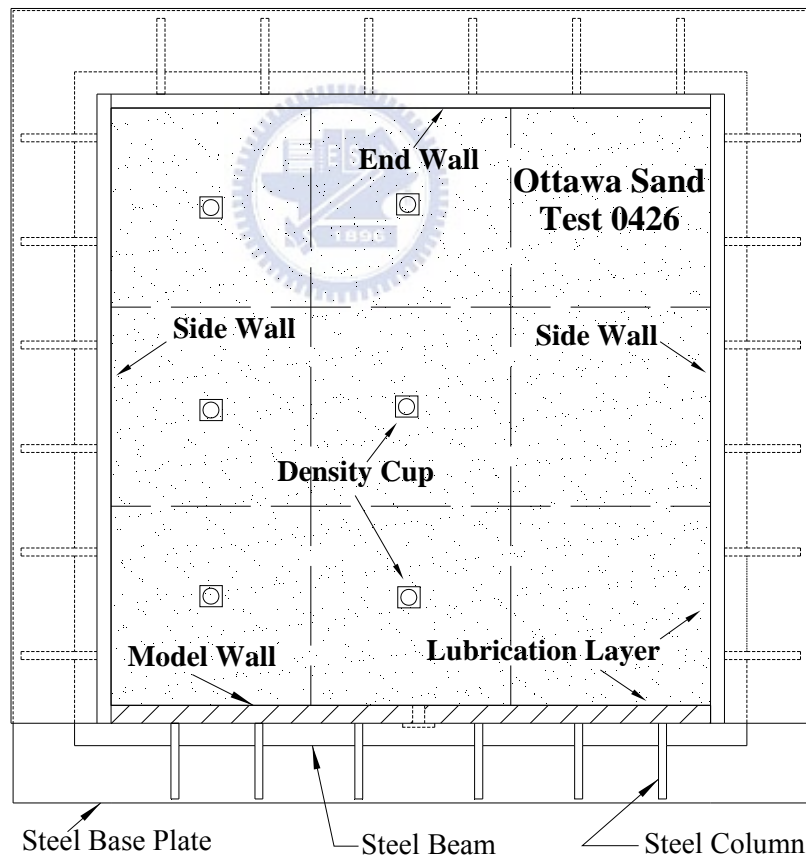 End Wall
Ottawa Sand
Test 0426
1896
Side Wall
Side Wall
Density Cup
Model Wall
Lubrication Layer
Steel Base Plate
Steel Beam
Steel Column